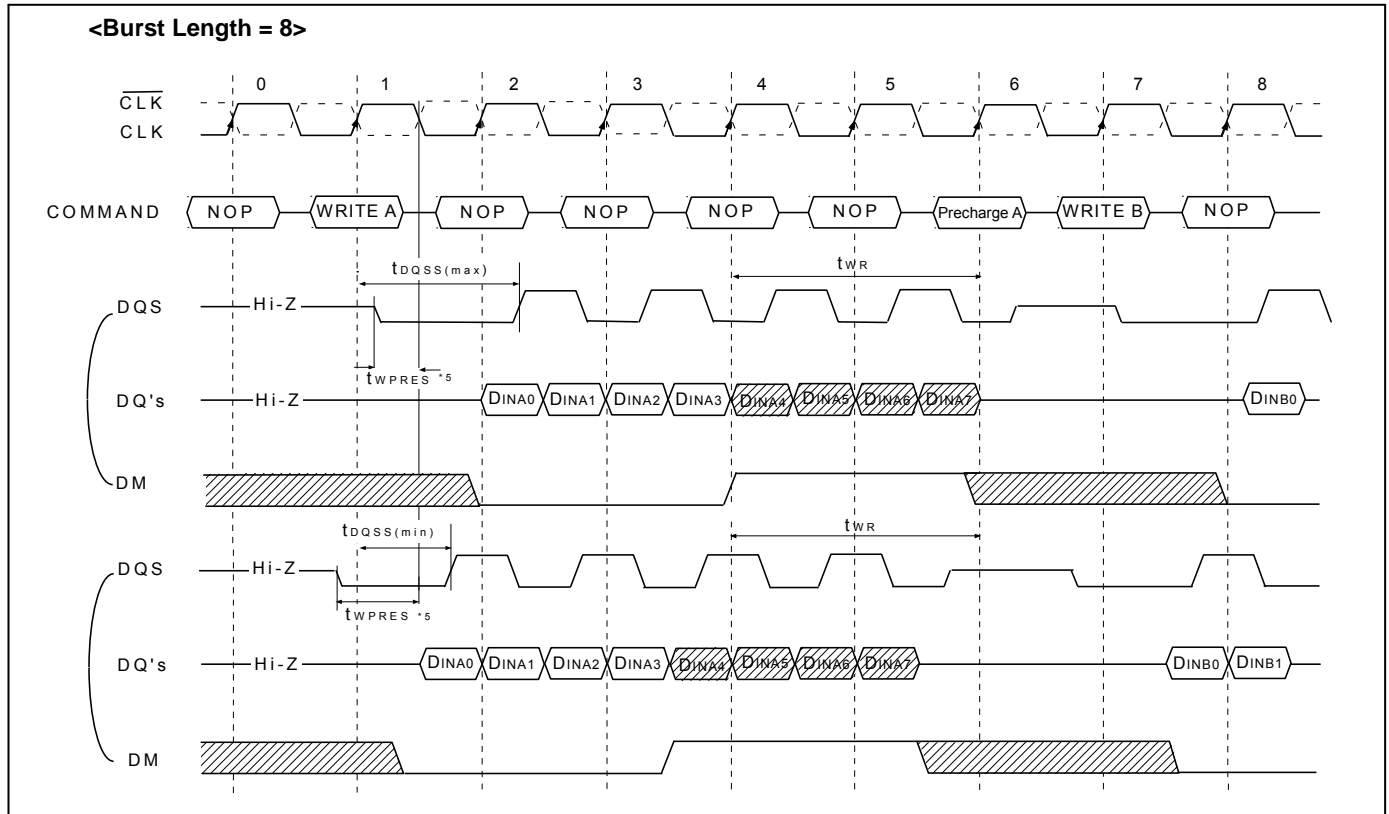 <Burst Length = 8>
0 1 2 3 4 5 6 7 8
CLK
CLK
COMMAND NOP WRITE A NOP NOP NOP NOP Precharge A WRITE B NOP
tDQSS(max) tWR
DQS Hi-Z
tWPRES *5
DQ's Hi-Z DINA0 DINA1 DINA2 DINA3 DINA4 DINA5 DINA6 DINA7 DINB0
DM
tDQSS(min) tWR
DQS Hi-Z
tWPRES *5
DQ's Hi-Z DINA0 DINA1 DINA2 DINA3 DINA4 DINA5 DINA6 DINA7 DINB0 DINB1
DM